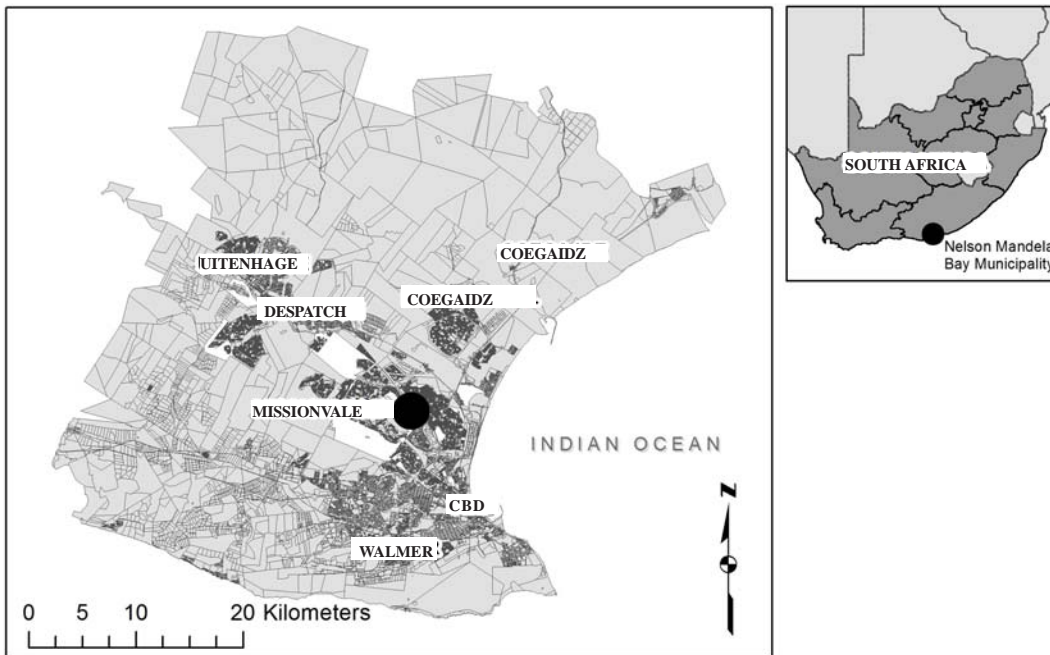 UITENHAGE
COEGAIDZ
COEGAIDZ
DESPATCH
MISSIONVALE
INDIAN OCEAN
CBD
WALMER
N
0 5 10 20 Kilometers
SOUTH AFRICA
Nelson Mandela
Bay Municipality